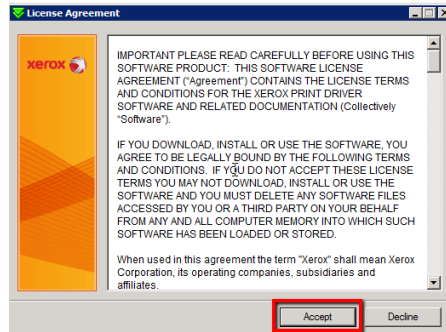 License Agreement
xerox
IMPORTANT PLEASE READ CAREFULLY BEFORE USING THIS
SOFTWARE PRODUCT: THIS SOFTWARE LICENSE
AGREEMENT ("Agreement") CONTAINS THE LICENSE TERMS
AND CONDITIONS FOR THE XEROX PRINT DRIVER
SOFTWARE AND RELATED DOCUMENTATION (Collectively
"Software").
IF YOU DOWNLOAD, INSTALL OR USE THE SOFTWARE, YOU
AGREE TO BE LEGALLY BOUND BY THE FOLLOWING TERMS
AND CONDITIONS. IF YOU DO NOT ACCEPT THESE LICENSE
TERMS YOU MAY NOT DOWNLOAD, INSTALL OR USE THE
SOFTWARE AND YOU MUST DELETE ANY SOFTWARE FILES
ACCESSED BY YOU OR A THIRD PARTY ON YOUR BEHALF
FROM ANY AND ALL COMPUTER MEMORY INTO WHICH SUCH
SOFTWARE HAS BEEN LOADED OR STORED.
When used in this agreement the term "Xerox" shall mean Xerox
Corporation, its operating companies, subsidiaries and
affiliates.
Accept
Decline